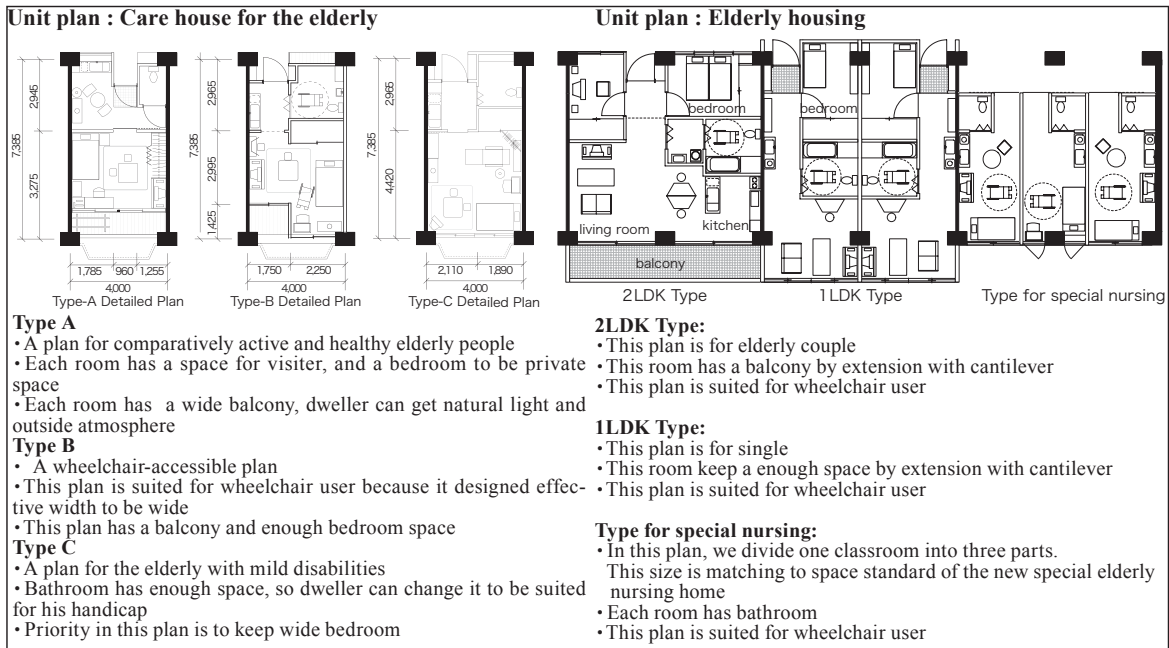 Unit plan : Care house for the elderly
2,945
7,385
3,275
1,785 960 1,255
4,000
Type-A Detailed Plan
2,965
7,385
2,995
1,425
1,750 2,250
4,000
Type-B Detailed Plan
2,965
7,385
4,420
2,110 1,890
4,000
Type-C Detailed Plan
Type A
・A plan for comparatively active and healthy elderly people
・Each room has a space for visiter, and a bedroom to be private
space
・Each room has a wide balcony, dweller can get natural light and
outside atmosphere
Type B
・ A wheelchair-accessible plan
・This plan is suited for wheelchair user because it designed effec-
tive width to be wide
・This plan has a balcony and enough bedroom space
Type C
・A plan for the elderly with mild disabilities
・Bathroom has enough space, so dweller can change it to be suited
for his handicap
・Priority in this plan is to keep wide bedroom
Unit plan : Elderly housing
bedroom
bedroom
living room
kitchen
balcony
2LDK Type
1LDK Type
Type for special nursing
2LDK Type:
・This plan is for elderly couple
・This room has a balcony by extension with cantilever
・This plan is suited for wheelchair user
1LDK Type:
・This plan is for single
・This room keep a enough space by extension with cantilever
・This plan is suited for wheelchair user
Type for special nursing:
・In this plan, we divide one classroom into three parts.
This size is matching to space standard of the new special elderly
nursing home
・Each room has bathroom
・This plan is suited for wheelchair user